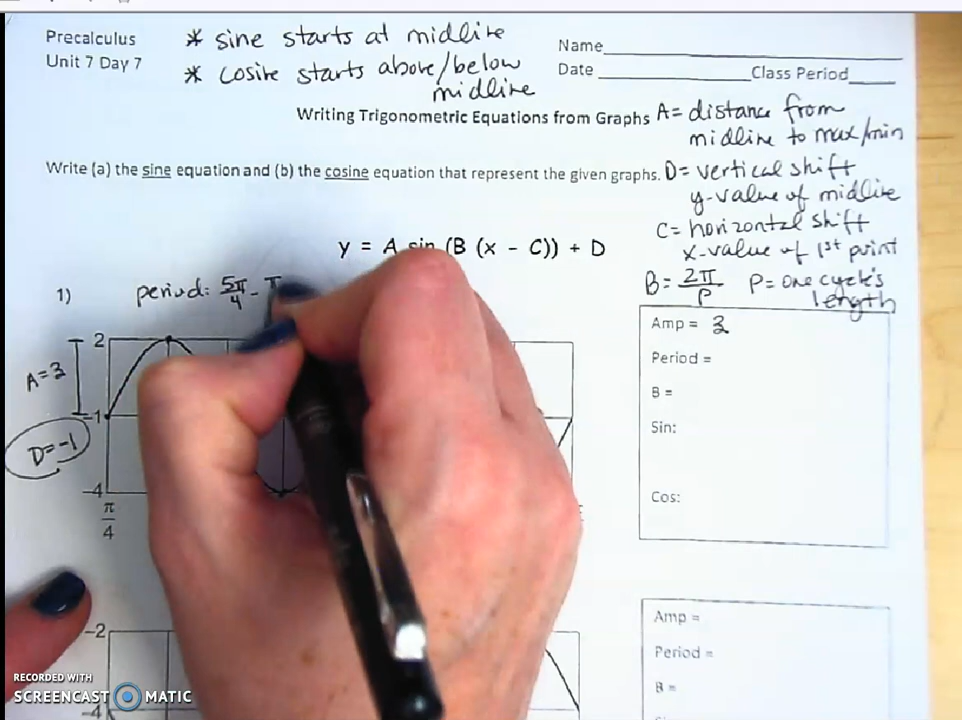 Precalculus
Unit 7 Day 7
* sine starts at midline
* cosine starts above/below
midline
Name
Date Class Period
Writing Trigonometric Equations from Graphs
A= distance from
midline to max/min
Write (a) the sine equation and (b) the cosine equation that represent the given graphs.
D= vertical shift
y-value of midline
C= horizontal shift
x-value of 1st point
y = A sin (B (x - C)) + D
B= 2π/P P= one cycle's
length
1)
period: 5π/4 -
2
A=3
-1
D=-1
-4
π/4
Amp = 3
Period =
B =
Sin:
Cos:
-2
-4
Amp =
Period =
B =
RECORDED WITH
SCREENCAST MATIC